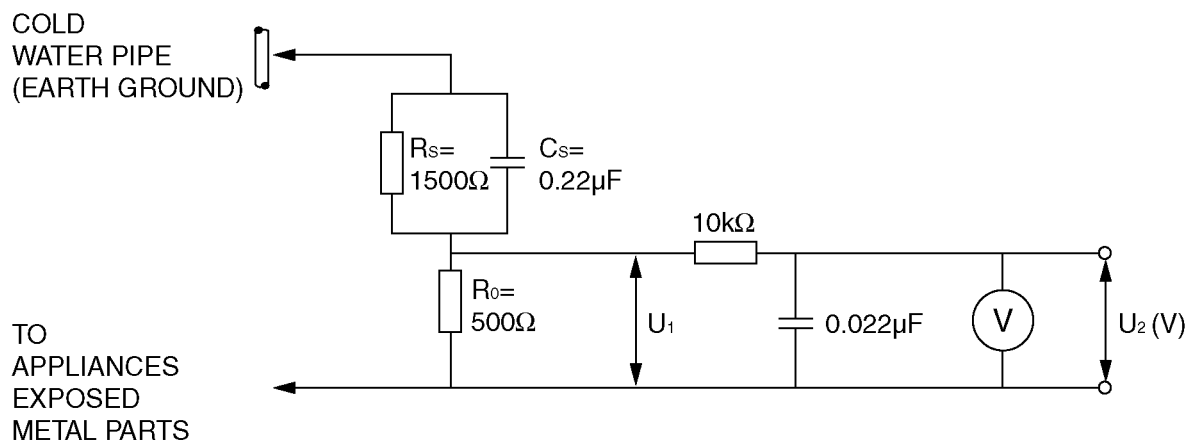 COLD
WATER PIPE
(EARTH GROUND)
Rs=
1500Ω
Cs=
0.22µF
10kΩ
R0=
500Ω
U1
0.022µF
V
U2 (V)
TO
APPLIANCES
EXPOSED
METAL PARTS